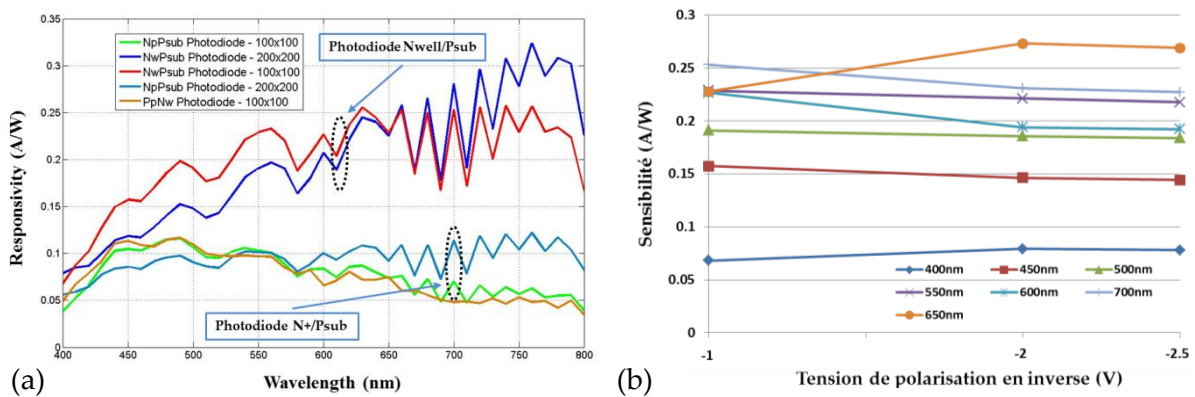 0.35
0.3
0.25
0.2
0.15
0.1
0.05
0
Responsivity (A/W)
NpPsub Photodiode - 100x100
NwPsub Photodiode - 200x200
NwPsub Photodiode - 100x100
NpPsub Photodiode - 200x200
PpNw Photodiode - 100x100
Photodiode Nwell/Psub
Photodiode N+/Psub
400 450 500 550 600 650 700 750 800
Wavelength (nm)
(a)
0.3
0.25
0.2
0.15
0.1
0.05
0
Sensibilité (A/W)
400nm 450nm 500nm
550nm 600nm 700nm
650nm
-1 -2 -2.5
Tension de polarisation en inverse (V)
(b)